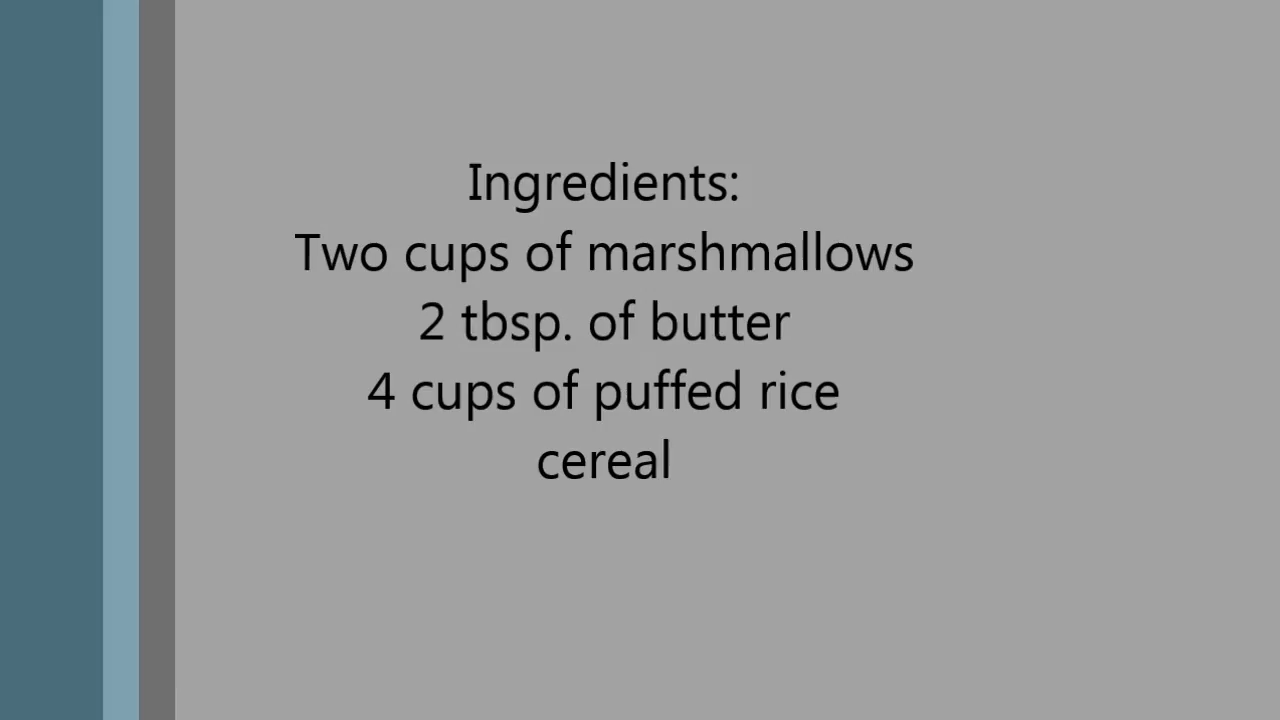 Ingredients:
Two cups of marshmallows
2 tbsp. of butter
4 cups of puffed rice
cereal